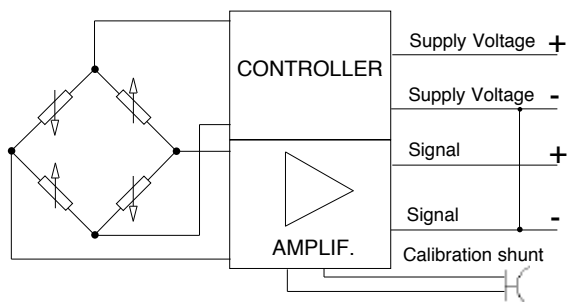 CONTROLLER
Supply Voltage +
Supply Voltage -
Signal +
Signal -
AMPLIF.
Calibration shunt